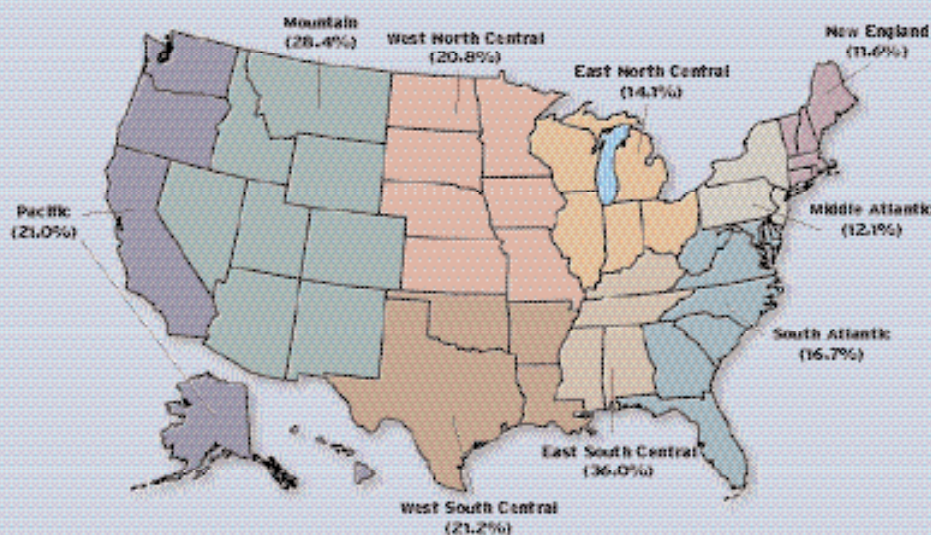 Mountain
(28.4%)
West North Central
(20.8%)
East North Central
(14.1%)
New England
(11.6%)
Pacific
(21.0%)
Middle Atlantic
(12.1%)
South Atlantic
(16.7%)
East South Central
(36.0%)
West South Central
(21.2%)